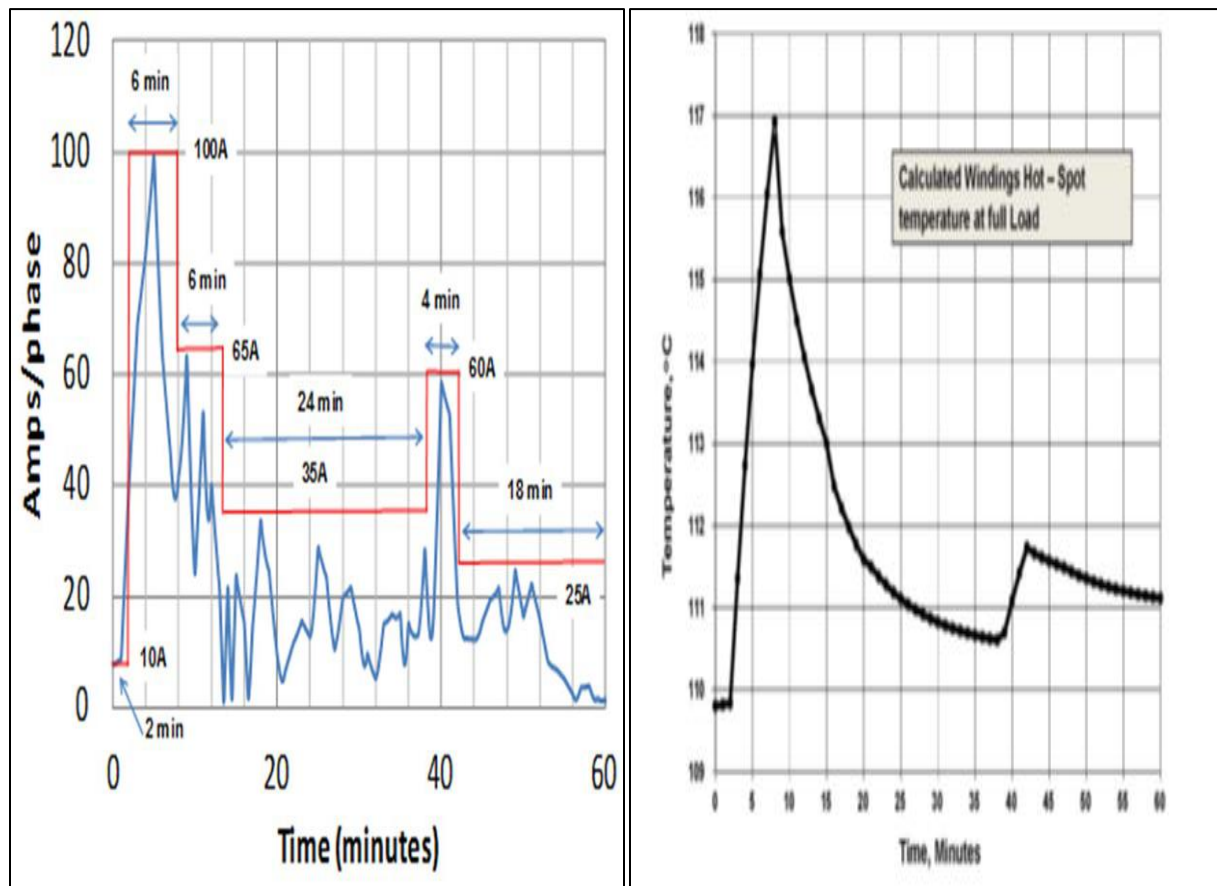 120
100
80
60
40
20
0
Amps/phase
6 min
100A
6 min
65A
24 min
35A
4 min
60A
18 min
25A
10A
2 min
0 20 40 60
Time (minutes)
118
117
116
115
114
113
112
111
110
109
Temperature,°C
Calculated Windings Hot – Spot
temperature at full Load
0 5 10 15 20 25 30 35 40 45 50 55 60
Time, Minutes